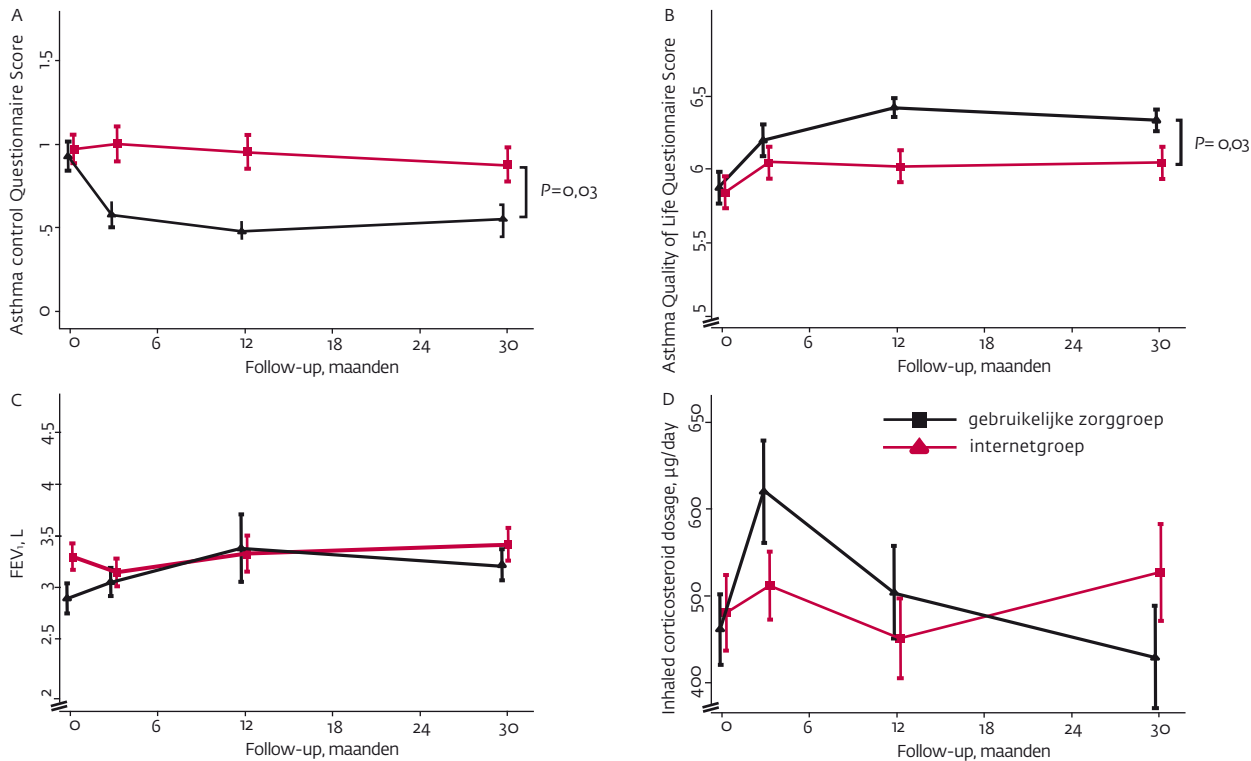 A
Asthma control Questionnaire Score
1.5
1
.5
0
P=0,03
0 6 12 18 24 30
Follow-up, maanden
B
Asthma Quality of Life Questionnaire Score
6.5
6
5.5
5
P=0,03
0 6 12 18 24 30
Follow-up, maanden
C
FEV₁, L
4.5
4
3.5
3
2.5
2
0 6 12 18 24 30
Follow-up, maanden
D
Inhaled corticosteroid dosage, µg/day
650
600
500
400
gebruikelijke zorggroep
internetgroep
0 6 12 18 24 30
Follow-up, maanden